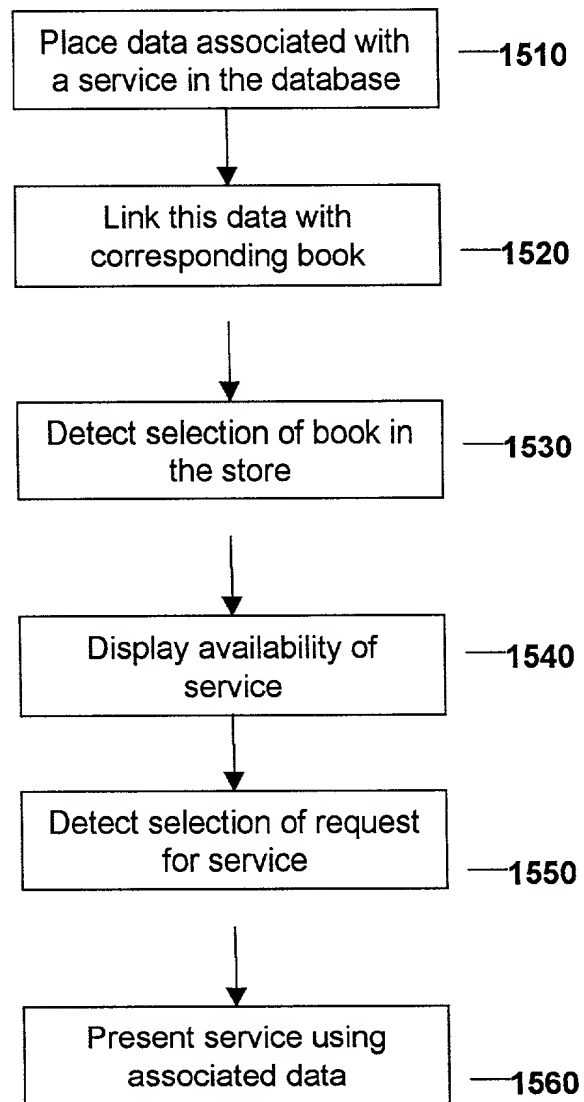 Place data associated with
a service in the database
1510
Link this data with
corresponding book
1520
Detect selection of book in
the store
1530
Display availability of
service
1540
Detect selection of request
for service
1550
Present service using
associated data
1560